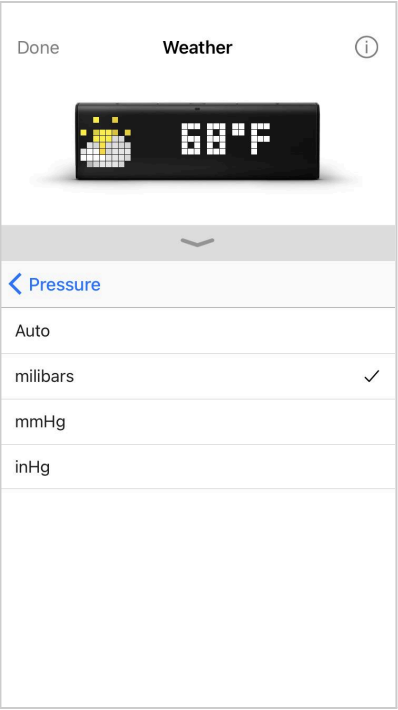 Done
Weather
68°F
Pressure
Auto
milibars
mmHg
inHg